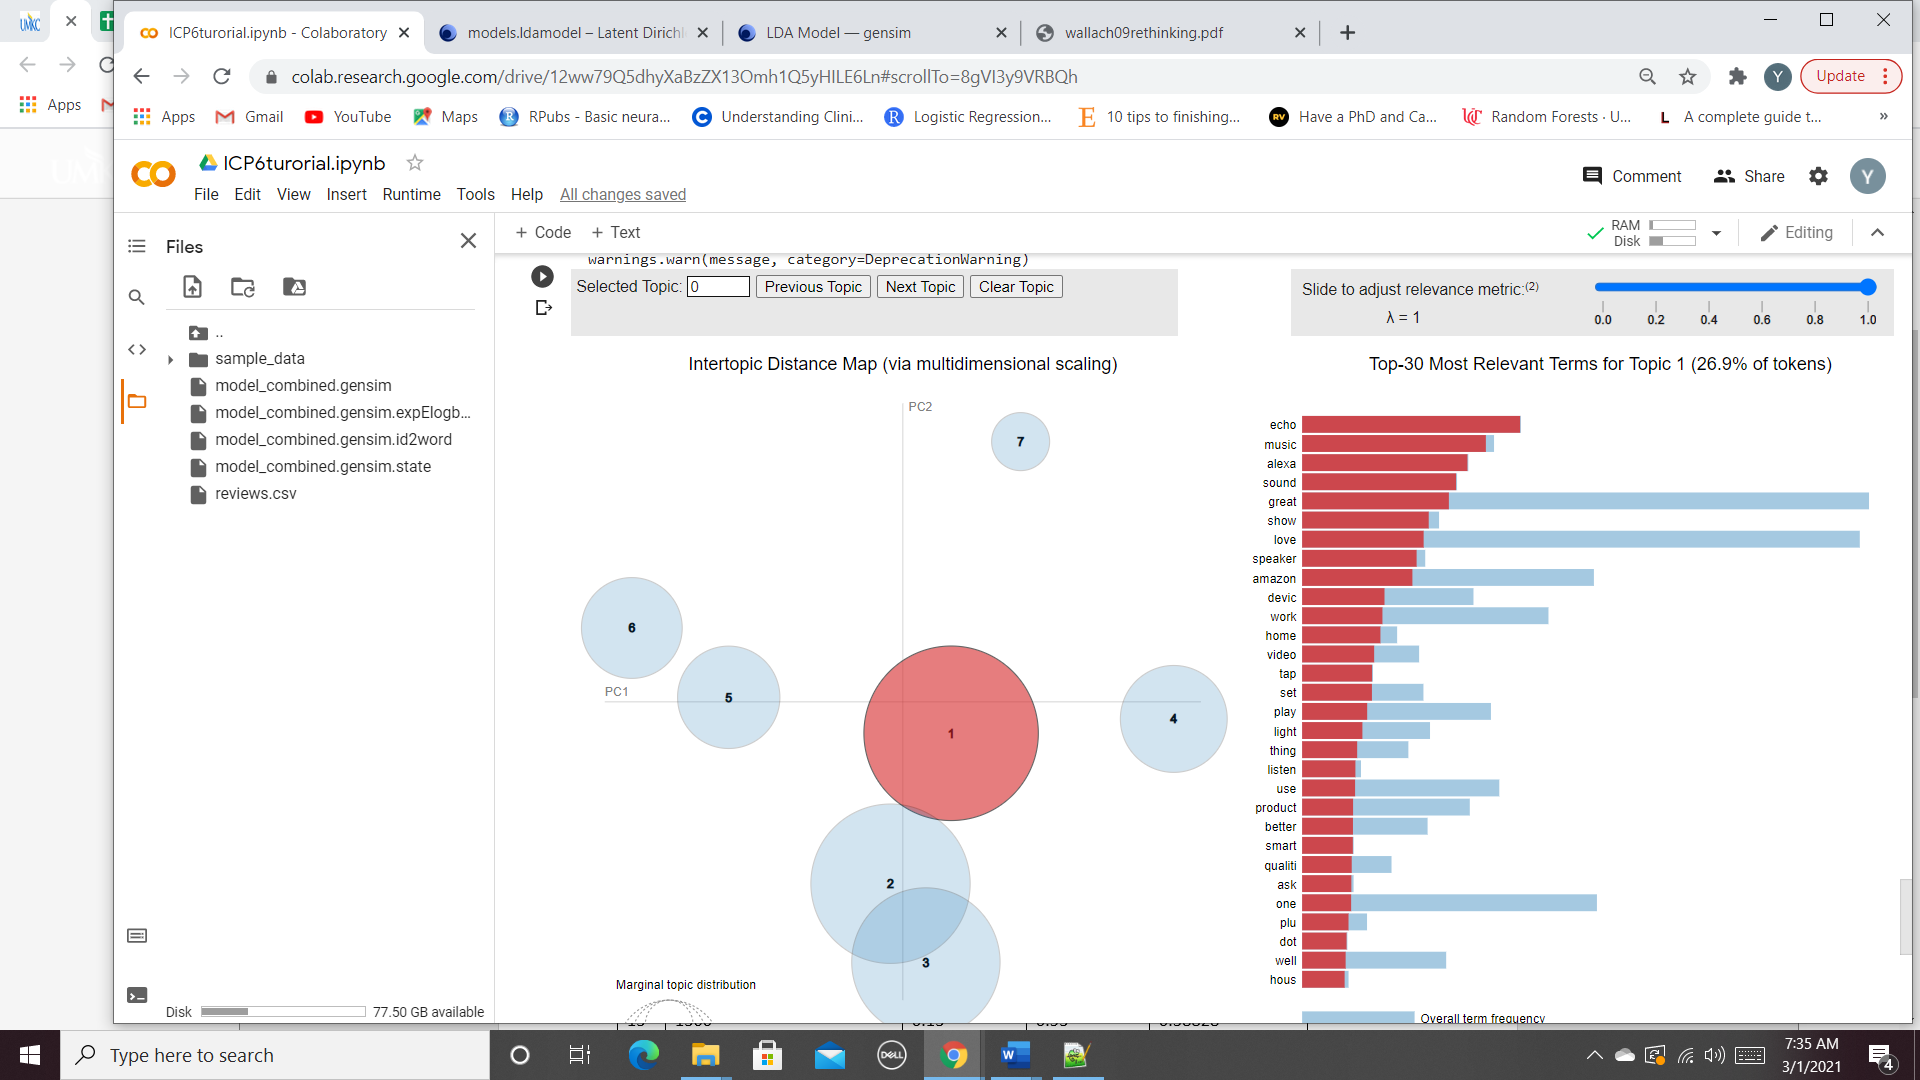 UMKC
ICP6turorial.ipynb - Colaboratory
models.ldamodel – Latent Dirichl
LDA Model — gensim
wallach09rethinking.pdf
colab.research.google.com/drive/12ww79Q5dhyXaBzZX13Omh1Q5yHILE6Ln#scrollTo=8gVI3y9VRBQh
Y
Update
Apps
Apps
Gmail
YouTube
Maps
RPubs - Basic neura...
Understanding Clini...
Logistic Regression...
10 tips to finishing...
Have a PhD and Ca...
Random Forests · U...
A complete guide t...
»
ICP6turorial.ipynb
File Edit View Insert Runtime Tools Help All changes saved
Comment
Share
Y
Files
+ Code + Text
RAM
Disk
Editing
..
sample_data
model_combined.gensim
model_combined.gensim.expElogb...
model_combined.gensim.id2word
model_combined.gensim.state
reviews.csv
Disk
77.50 GB available
warnings.warn(message, category=DeprecationWarning)
Selected Topic: 0 Previous Topic Next Topic Clear Topic
Slide to adjust relevance metric:(2)
λ = 1
0.0 0.2 0.4 0.6 0.8 1.0
Intertopic Distance Map (via multidimensional scaling)
PC2
7
6
PC1
5
1
4
2
3
Marginal topic distribution
Top-30 Most Relevant Terms for Topic 1 (26.9% of tokens)
echo
music
alexa
sound
great
show
love
speaker
amazon
devic
work
home
video
tap
set
play
light
thing
listen
use
product
better
smart
qualiti
ask
one
plu
dot
well
hous
Overall term frequency
Type here to search
DELL
7:35 AM
3/1/2021
4